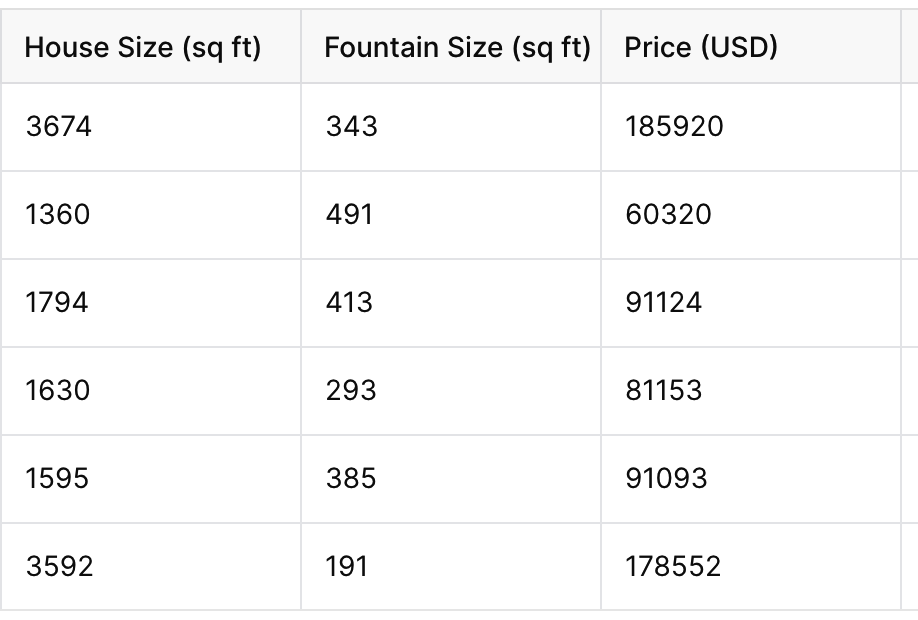 House Size (sq ft) Fountain Size (sq ft) Price (USD)
3674 343 185920
1360 491 60320
1794 413 91124
1630 293 81153
1595 385 91093
3592 191 178552